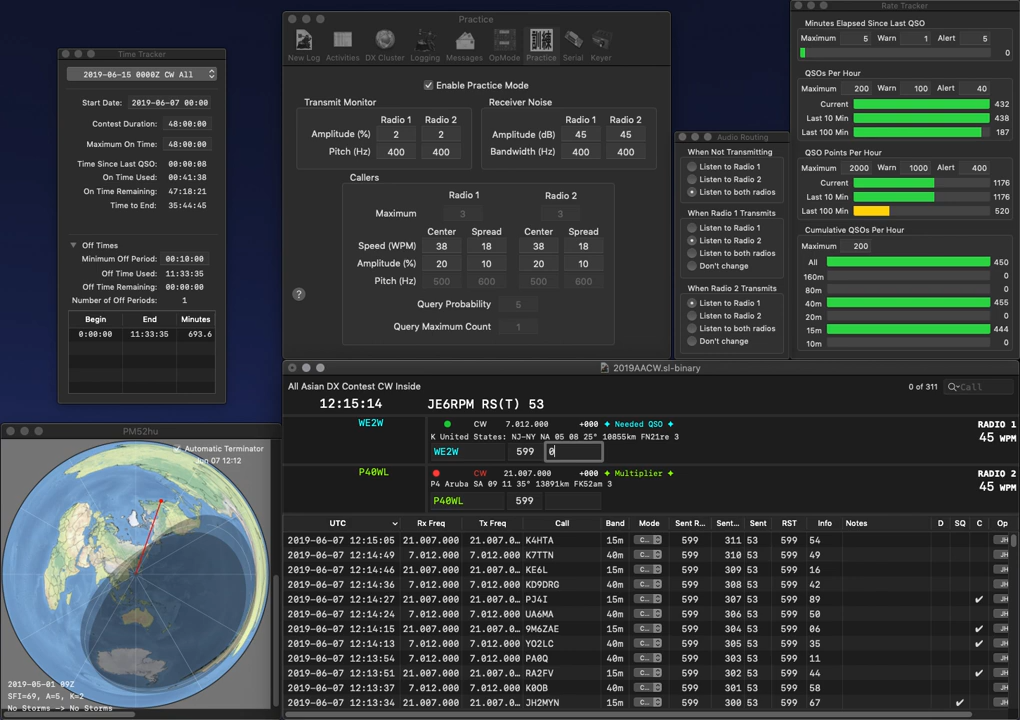 Time Tracker
2019-06-15 0000Z CW All
Start Date: 2019-06-07 00:00
Contest Duration: 48:00:00
Maximum On Time: 48:00:00
Time Since Last QSO: 00:00:08
On Time Used: 00:41:38
On Time Remaining: 47:18:21
Time to End: 35:44:45
Off Times
Minimum Off Period: 00:10:00
Off Time Used: 11:33:35
Off Time Remaining: 00:00:00
Number of Off Periods: 1
Begin End Minutes
0:00:00 11:33:35 693.6
Practice
New Log Activities DX Cluster Logging Messages OpMode Practice Serial Keyer
訓練
Enable Practice Mode
Transmit Monitor
Radio 1 Radio 2
Amplitude (%) 2 2
Pitch (Hz) 400 400
Receiver Noise
Radio 1 Radio 2
Amplitude (dB) 45 45
Bandwidth (Hz) 400 400
Callers
Radio 1 Radio 2
Maximum 3 3
Center Spread Center Spread
Speed (WPM) 38 18 38 18
Amplitude (%) 20 10 20 10
Pitch (Hz) 500 600 500 600
Query Probability 5
Query Maximum Count 1
?
Audio Routing
When Not Transmitting
Listen to Radio 1
Listen to Radio 2
Listen to both radios
When Radio 1 Transmits
Listen to Radio 1
Listen to Radio 2
Listen to both radios
Don't change
When Radio 2 Transmits
Listen to Radio 1
Listen to Radio 2
Listen to both radios
Don't change
Rate Tracker
Minutes Elapsed Since Last QSO
Maximum 5 Warn 1 Alert 5
0
QSOs Per Hour
Maximum 200 Warn 100 Alert 40
Current 432
Last 10 Min 438
Last 100 Min 187
QSO Points Per Hour
Maximum 2000 Warn 1000 Alert 400
Current 1176
Last 10 Min 1176
Last 100 Min 520
Cumulative QSOs Per Hour
Maximum 200
All 450
160m 0
80m 0
40m 455
20m 0
15m 444
10m 0
PM52hu
Automatic Terminator
Jun 07 12:12
2019-05-01 09Z
SFI=69, A=5, K=2
No Storms -> No Storms
2019AACW.sl-binary
All Asian DX Contest CW Inside
0 of 311 Call
12:15:14 JE6RPM RS(T) 53
WE2W CW 7.012.000 +000 ✦ Needed QSO ✦ RADIO 1
K United States: NJ-NY NA 05 08 25° 10855km FN21re 3 45 WPM
WE2W 599 0
P40WL CW 21.007.000 +000 ✦ Multiplier ✦ RADIO 2
P4 Aruba SA 09 11 35° 13891km FK52am 3 45 WPM
P40WL 599
UTC Rx Freq Tx Freq Call Band Mode Sent R... Sent... Sent RST Info Notes D SQ C Op
2019-06-07 12:15:05 21.007.000 21.007.0... K4HTA 15m C... 599 311 53 599 54 JH
2019-06-07 12:14:49 7.012.000 7.012.000 K7TTN 40m C... 599 310 53 599 49 JH
2019-06-07 12:14:46 21.007.000 21.007.0... KE6L 15m C... 599 309 53 599 16 JH
2019-06-07 12:14:36 7.012.000 7.012.000 KD9DRG 40m C... 599 308 53 599 42 JH
2019-06-07 12:14:27 21.007.000 21.007.0... PJ4I 15m C... 599 307 53 599 89 ✓ JH
2019-06-07 12:14:24 7.012.000 7.012.000 UA6MA 40m C... 599 306 53 599 50 JH
2019-06-07 12:14:15 21.007.000 21.007.0... 9M6ZAE 15m C... 599 304 53 599 06 ✓ JH
2019-06-07 12:14:13 7.012.000 7.012.000 YO2LC 40m C... 599 305 53 599 35 ✓ JH
2019-06-07 12:13:54 7.012.000 7.012.000 PA0Q 40m C... 599 303 53 599 11 JH
2019-06-07 12:13:51 21.007.000 21.007.0... RA2FV 15m C... 599 302 53 599 44 ✓ JH
2019-06-07 12:13:37 7.012.000 7.012.000 K0OB 40m C... 599 301 53 599 58 JH
2019-06-07 12:13:34 21.007.000 21.007.0... JH2MYN 15m C... 599 300 53 599 67 ✓ JH